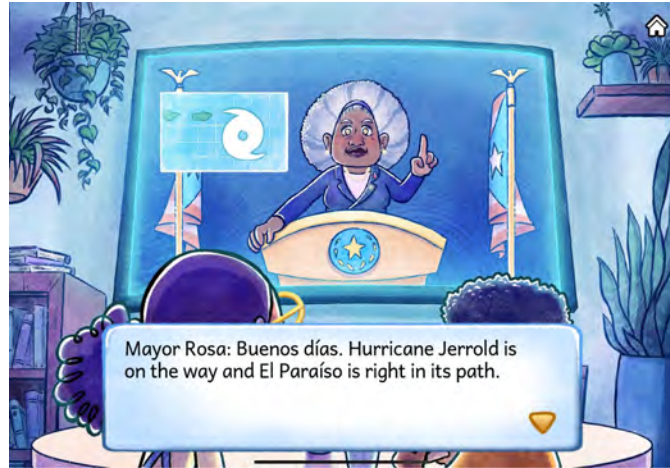 Mayor Rosa: Buenos días. Hurricane Jerrold is
on the way and El Paraíso is right in its path.